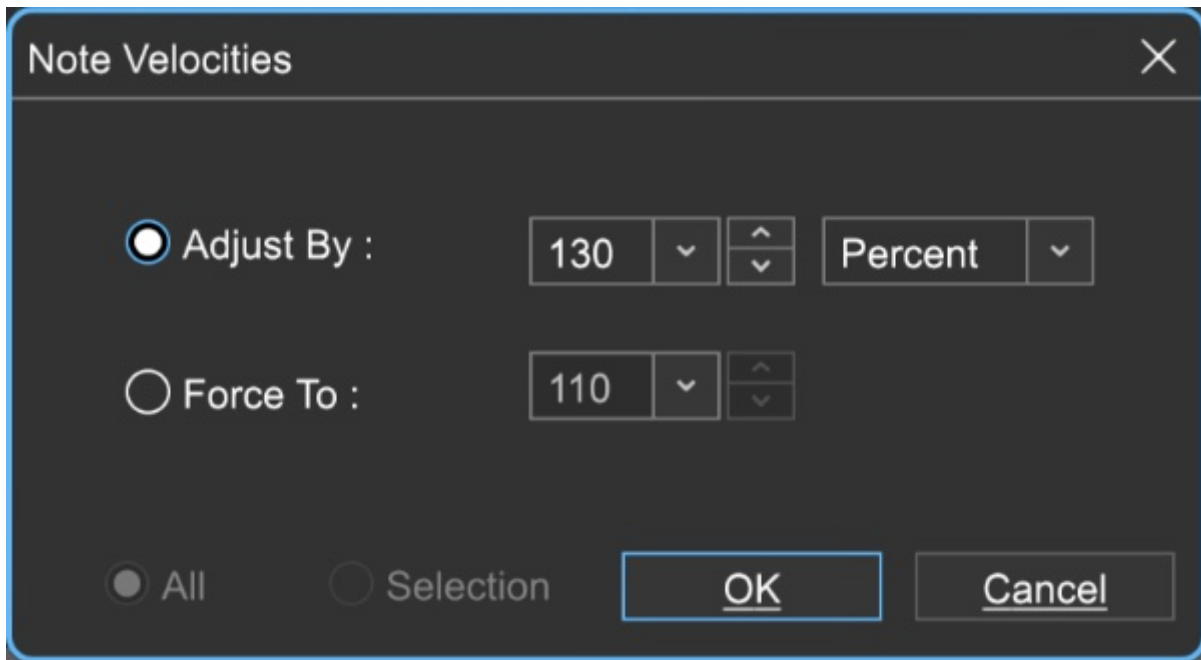 Note Velocities
Adjust By : 130 Percent
Force To : 110
All Selection OK Cancel